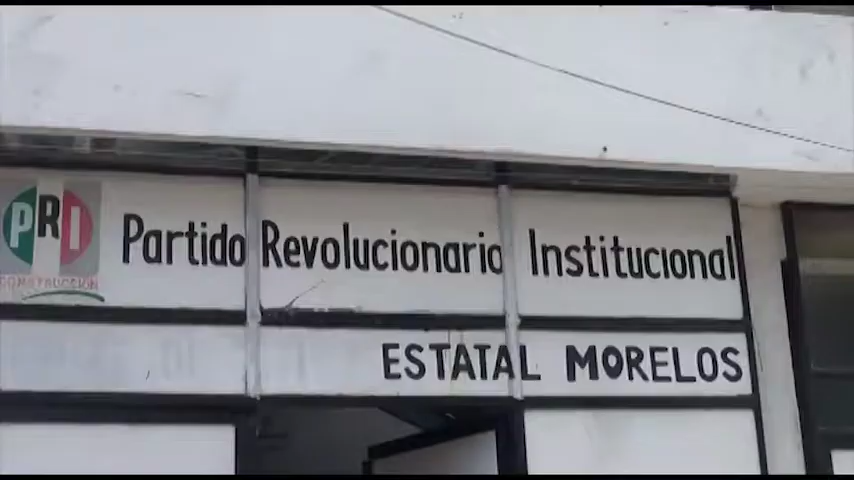 PRI Partido Revolucionario Institucional
CONSTRUCCIÓN
ESTATAL MORELOS